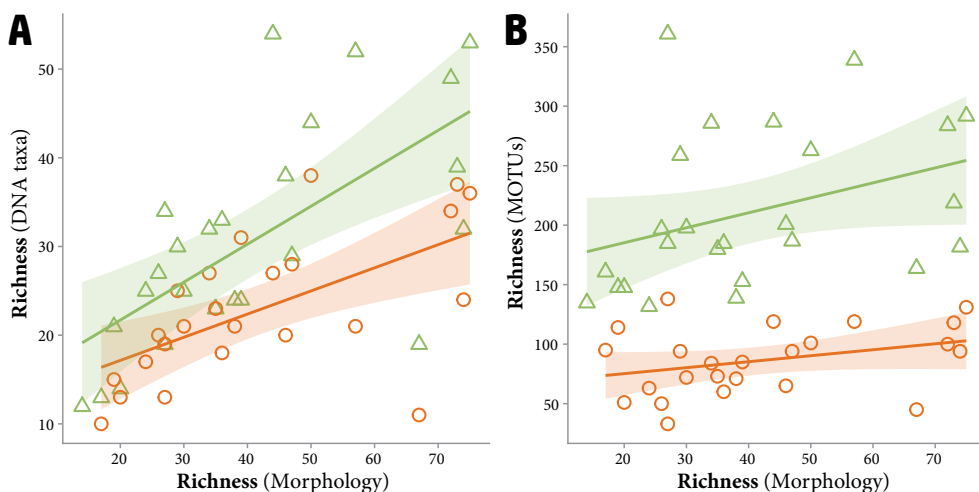 A
Richness (DNA taxa)
50
40
30
20
10
20 30 40 50 60 70
Richness (Morphology)
B
Richness (MOTUs)
350
300
250
200
150
100
50
20 30 40 50 60 70
Richness (Morphology)